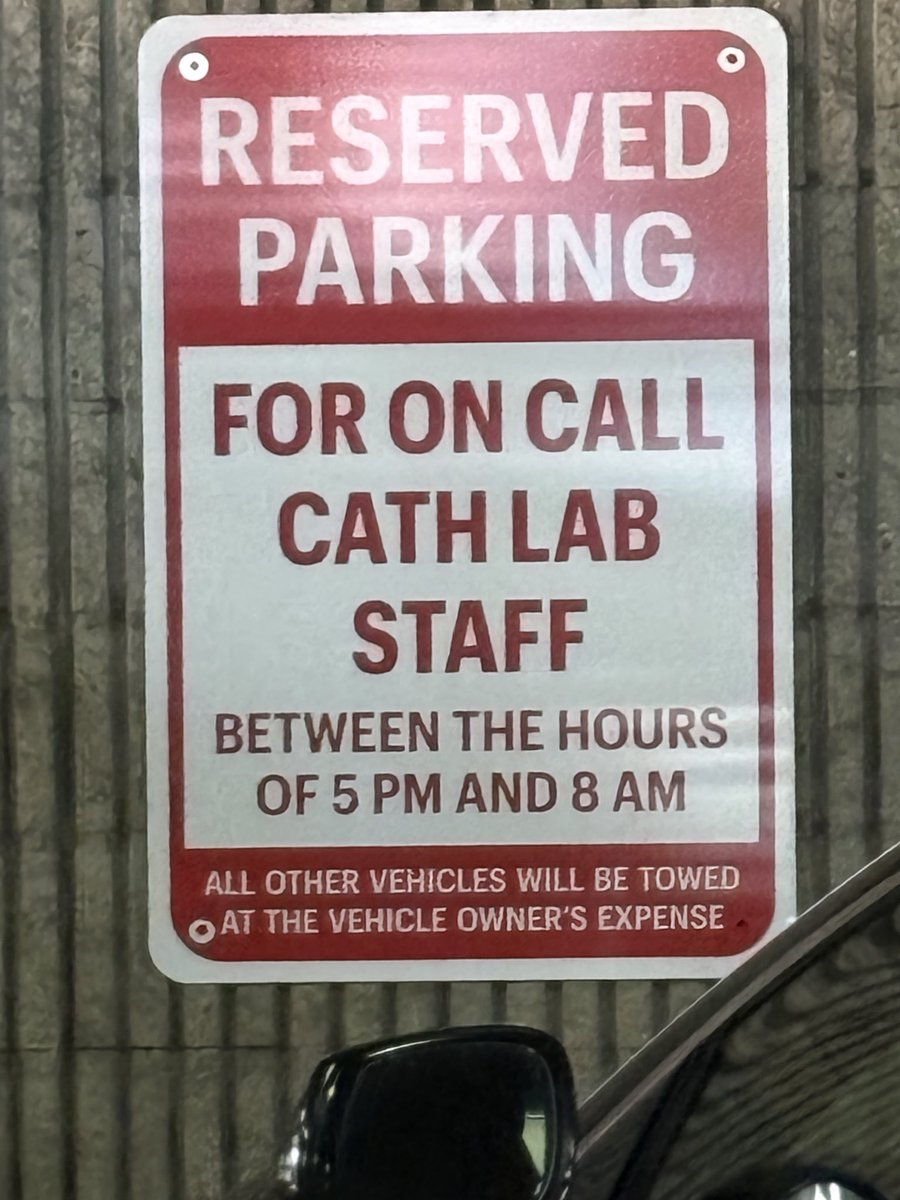 RESERVED
PARKING
FOR ON CALL
CATH LAB
STAFF
BETWEEN THE HOURS
OF 5 PM AND 8 AM
ALL OTHER VEHICLES WILL BE TOWED
AT THE VEHICLE OWNER'S EXPENSE